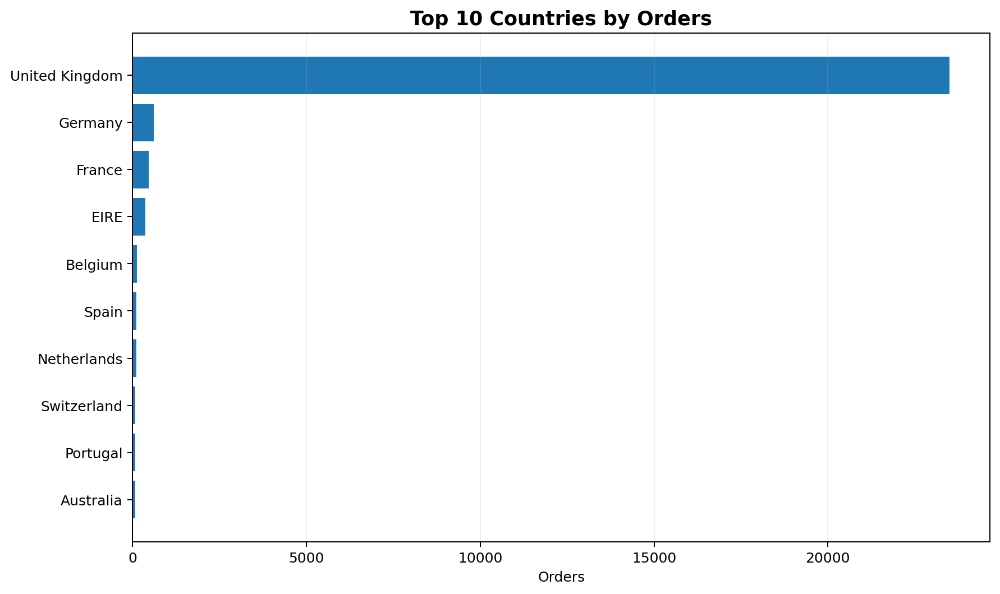 Top 10 Countries by Orders
United Kingdom
Germany
France
EIRE
Belgium
Spain
Netherlands
Switzerland
Portugal
Australia
0 5000 10000 15000 20000
Orders